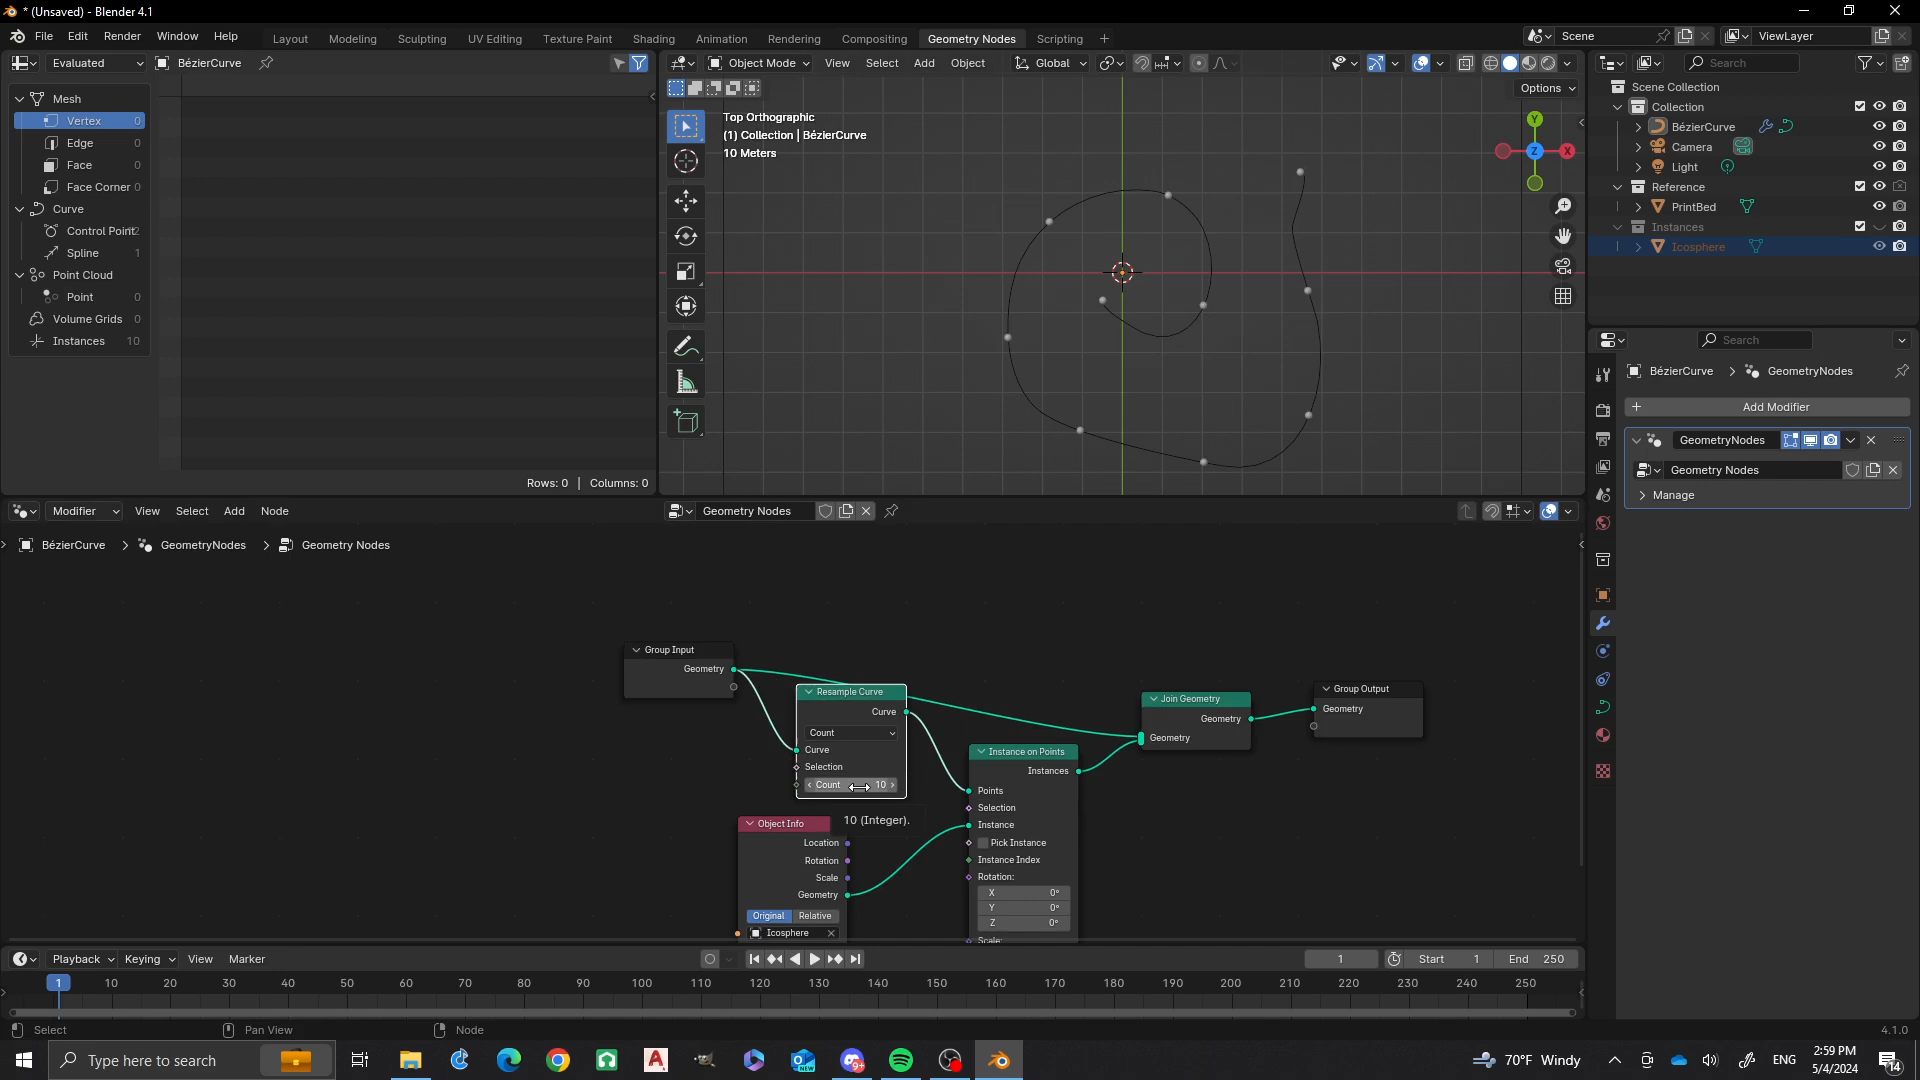 * (Unsaved) - Blender 4.1
File Edit Render Window Help
Layout Modeling Sculpting UV Editing Texture Paint Shading Animation Rendering Compositing Geometry Nodes Scripting +
Scene
ViewLayer
Evaluated
BézierCurve
Object Mode View Select Add Object
Global
Search
Options
Mesh
Vertex 0
Edge 0
Face 0
Face Corner 0
Curve
Control Point
Spline 1
Point Cloud
Point 0
Volume Grids 0
Instances 10
Rows: 0 | Columns: 0
Top Orthographic
(1) Collection | BézierCurve
10 Meters
Y
Z
X
Scene Collection
Collection
BézierCurve
Camera
Light
Reference
PrintBed
Instances
Icosphere
Search
BézierCurve > GeometryNodes
+ Add Modifier
GeometryNodes
Geometry Nodes
Manage
Modifier View Select Add Node
Geometry Nodes
BézierCurve > GeometryNodes > Geometry Nodes
Group Input
Geometry
Resample Curve
Curve
Count
Curve
Selection
Count 10
10 (Integer).
Object Info
Location
Rotation
Scale
Geometry
Original Relative
Icosphere
Instance on Points
Instances
Points
Selection
Instance
Pick Instance
Instance Index
Rotation:
X 0°
Y 0°
Z 0°
Scale:
Join Geometry
Geometry
Geometry
Group Output
Geometry
Playback Keying View Marker
1
Start 1 End 250
1 10 20 30 40 50 60 70 80 90 100 110 120 130 140 150 160 170 180 190 200 210 220 230 240 250
Select
Pan View
Node
4.1.0
Type here to search
9+
70°F Windy
ENG
2:59 PM
5/4/2024
14